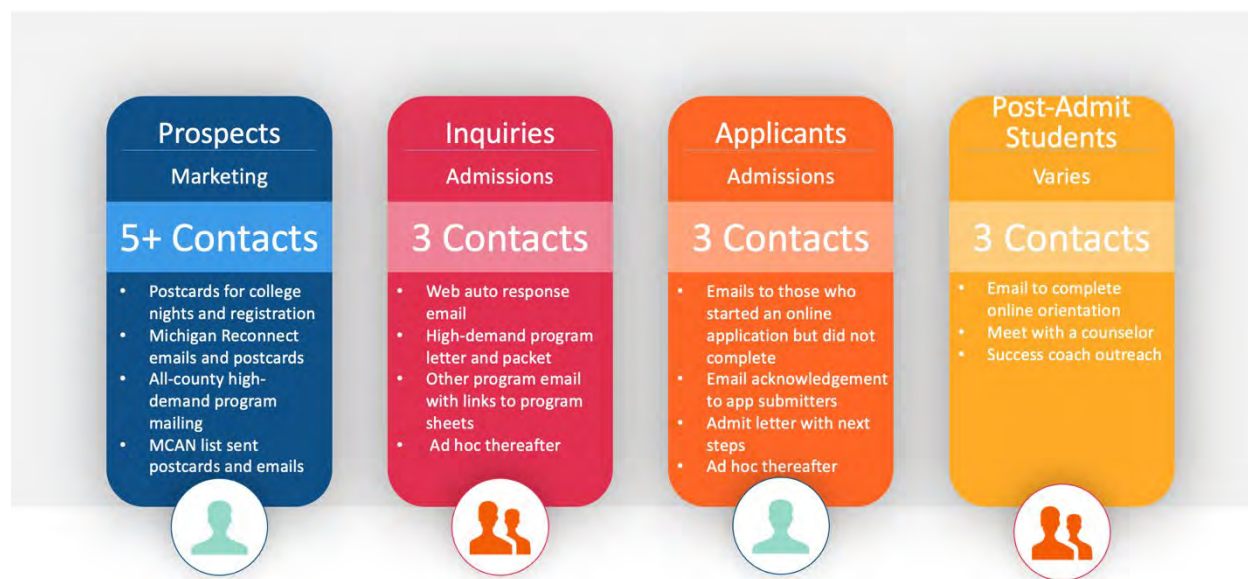 Prospects
Marketing
5+ Contacts
• Postcards for college
nights and registration
• Michigan Reconnect
emails and postcards
• All-county high-
demand program
mailing
• MCAN list sent
postcards and emails
Inquiries
Admissions
3 Contacts
• Web auto response
email
• High-demand program
letter and packet
• Other program email
with links to program
sheets
• Ad hoc thereafter
Applicants
Admissions
3 Contacts
• Emails to those who
started an online
application but did not
complete
• Email acknowledgement
to app submitters
• Admit letter with next
steps
• Ad hoc thereafter
Post-Admit
Students
Varies
3 Contacts
• Email to complete
online orientation
• Meet with a counselor
• Success coach outreach